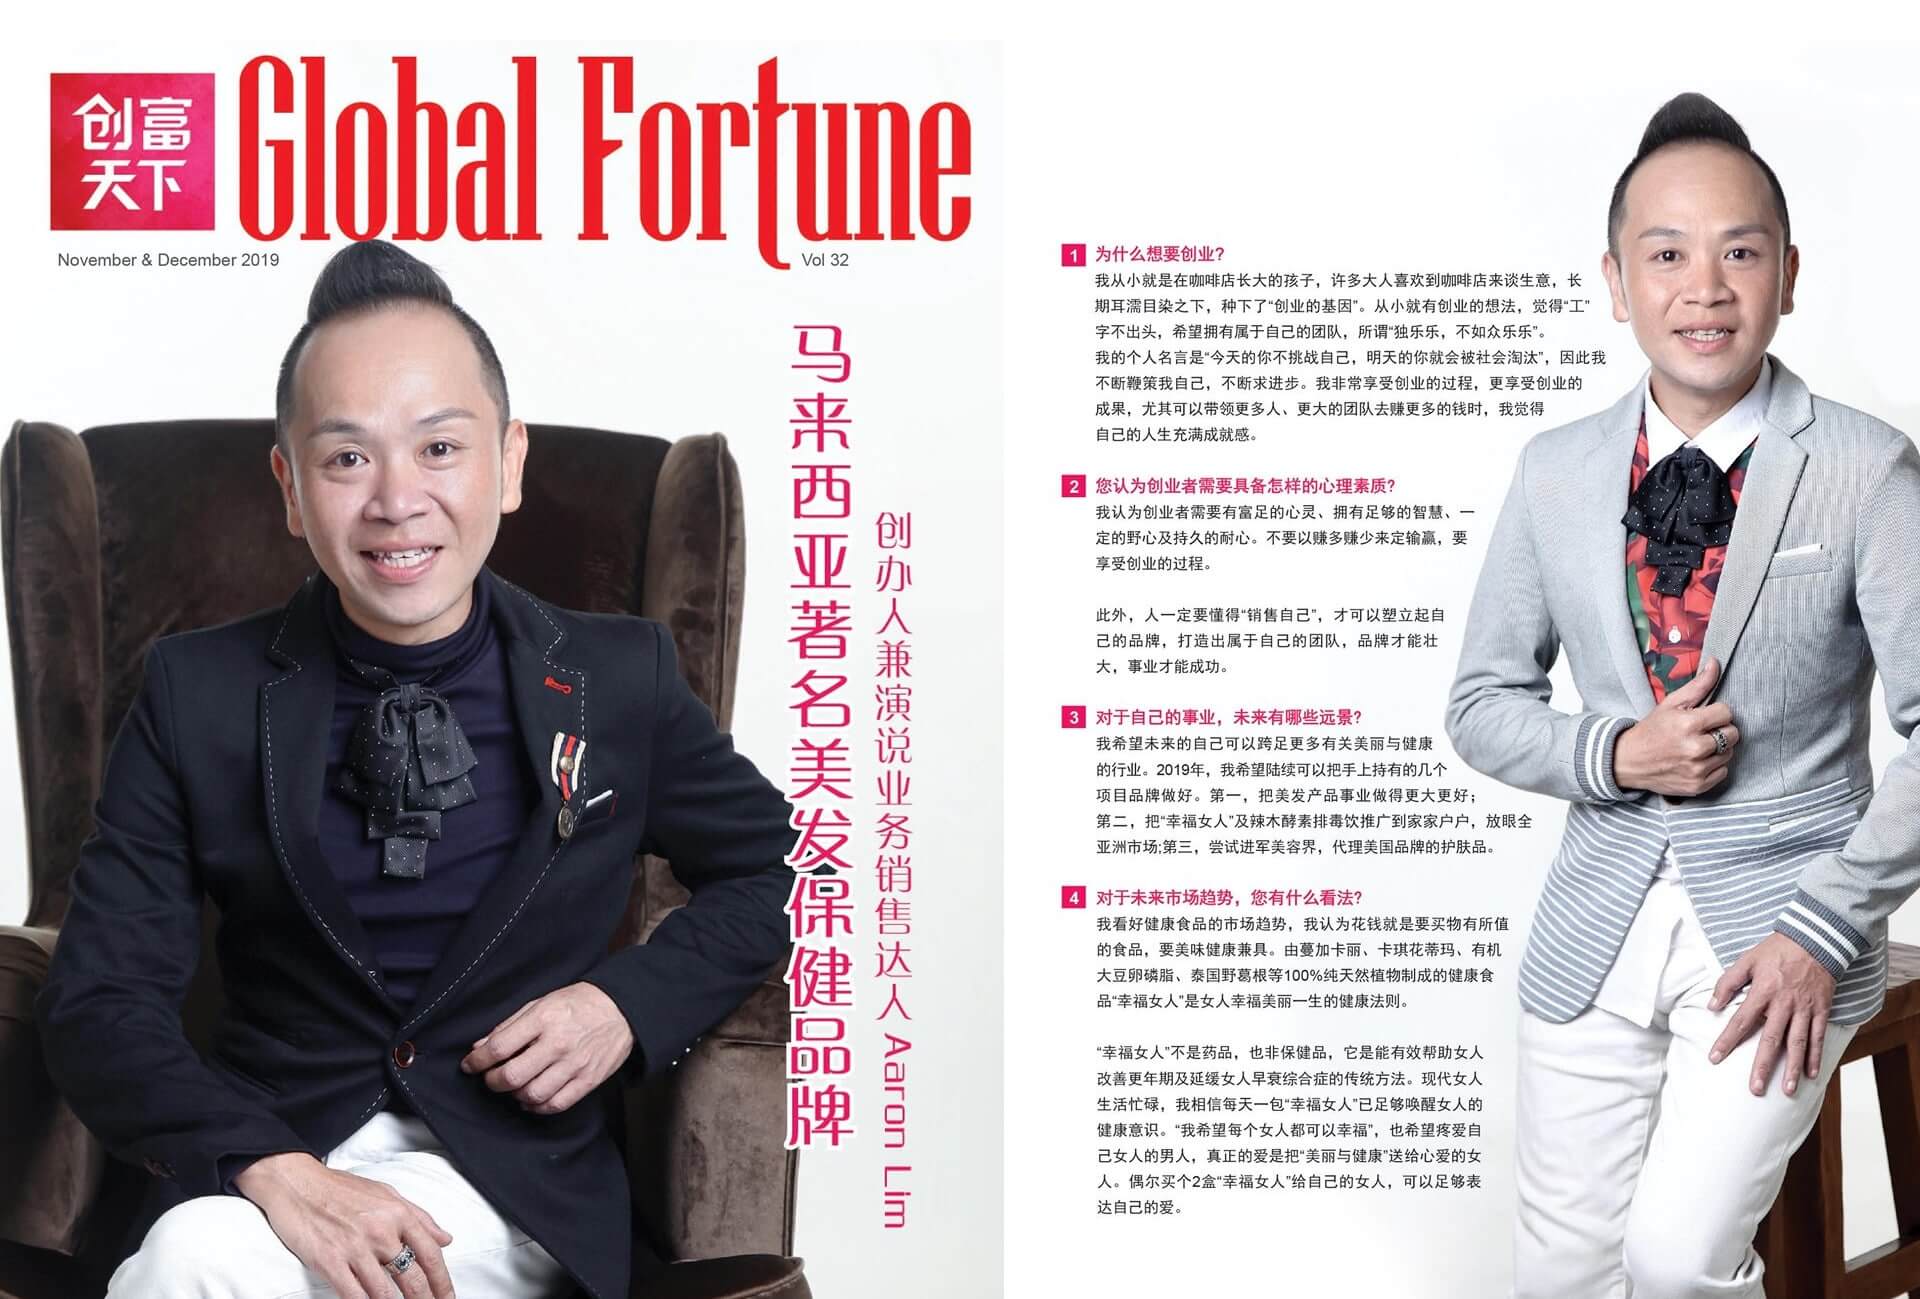 创富
天下
Global Fortune
November & December 2019
Vol 32
马来西亚著名美发保健品牌
创办人兼演说业务销售达人 Aaron Lim
1 为什么想要创业?
我从小就是在咖啡店长大的孩子，许多大人喜欢到咖啡店来谈生意，长
期耳濡目染之下，种下了“创业的基因”。从小就有创业的想法，觉得“工”
字不出头，希望拥有属于自己的团队，所谓“独乐乐，不如众乐乐”。
我的个人名言是“今天的你不挑战自己，明天的你就会被社会淘汰”，因此我
不断鞭策我自己，不断求进步。我非常享受创业的过程，更享受创业的
成果，尤其可以带领更多人、更大的团队去赚更多的钱时，我觉得
自己的人生充满成就感。
2 您认为创业者需要具备怎样的心理素质?
我认为创业者需要有富足的心灵、拥有足够的智慧、一
定的野心及持久的耐心。不要以赚多赚少来定输赢，要
享受创业的过程。
此外，人一定要懂得“销售自己”，才可以塑立起自
己的品牌，打造出属于自己的团队，品牌才能壮
大，事业才能成功。
3 对于自己的事业，未来有哪些远景?
我希望未来的自己可以跨足更多有关美丽与健康
的行业。2019年，我希望陆续可以把手上持有的几个
项目品牌做好。第一，把美发产品事业做得更大更好；
第二，把“幸福女人”及辣木酵素排毒饮推广到家家户户，放眼全
亚洲市场;第三，尝试进军美容界，代理美国品牌的护肤品。
4 对于未来市场趋势，您有什么看法?
我看好健康食品的市场趋势，我认为花钱就是要买物有所值
的食品，要美味健康兼具。由蔓加卡丽、卡琪花蒂玛、有机
大豆卵磷脂、泰国野葛根等100%纯天然植物制成的健康食
品“幸福女人”是女人幸福美丽一生的健康法则。
“幸福女人”不是药品，也非保健品，它是能有效帮助女人
改善更年期及延缓女人早衰综合症的传统方法。现代女人
生活忙碌，我相信每天一包“幸福女人”已足够唤醒女人的
健康意识。“我希望每个女人都可以幸福”，也希望疼爱自
己女人的男人，真正的爱是把“美丽与健康”送给心爱的女
人。偶尔买个2盒“幸福女人”给自己的女人，可以足够表
达自己的爱。